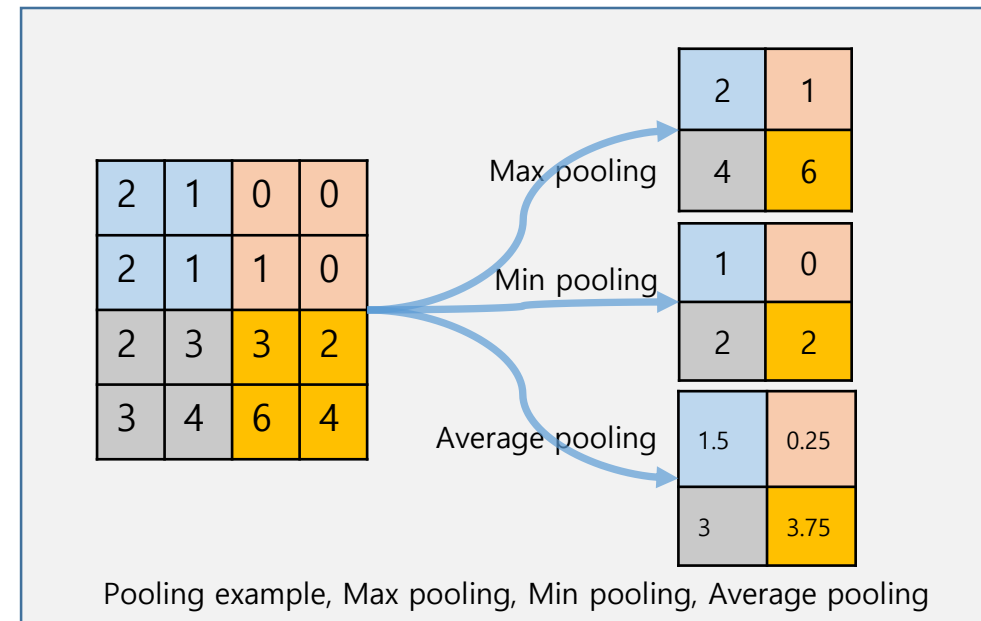 2 1 0 0
2 1 1 0
2 3 3 2
3 4 6 4
Max pooling
2 1
4 6
Min pooling
1 0
2 2
Average pooling
1.5 0.25
3 3.75
Pooling example, Max pooling, Min pooling, Average pooling